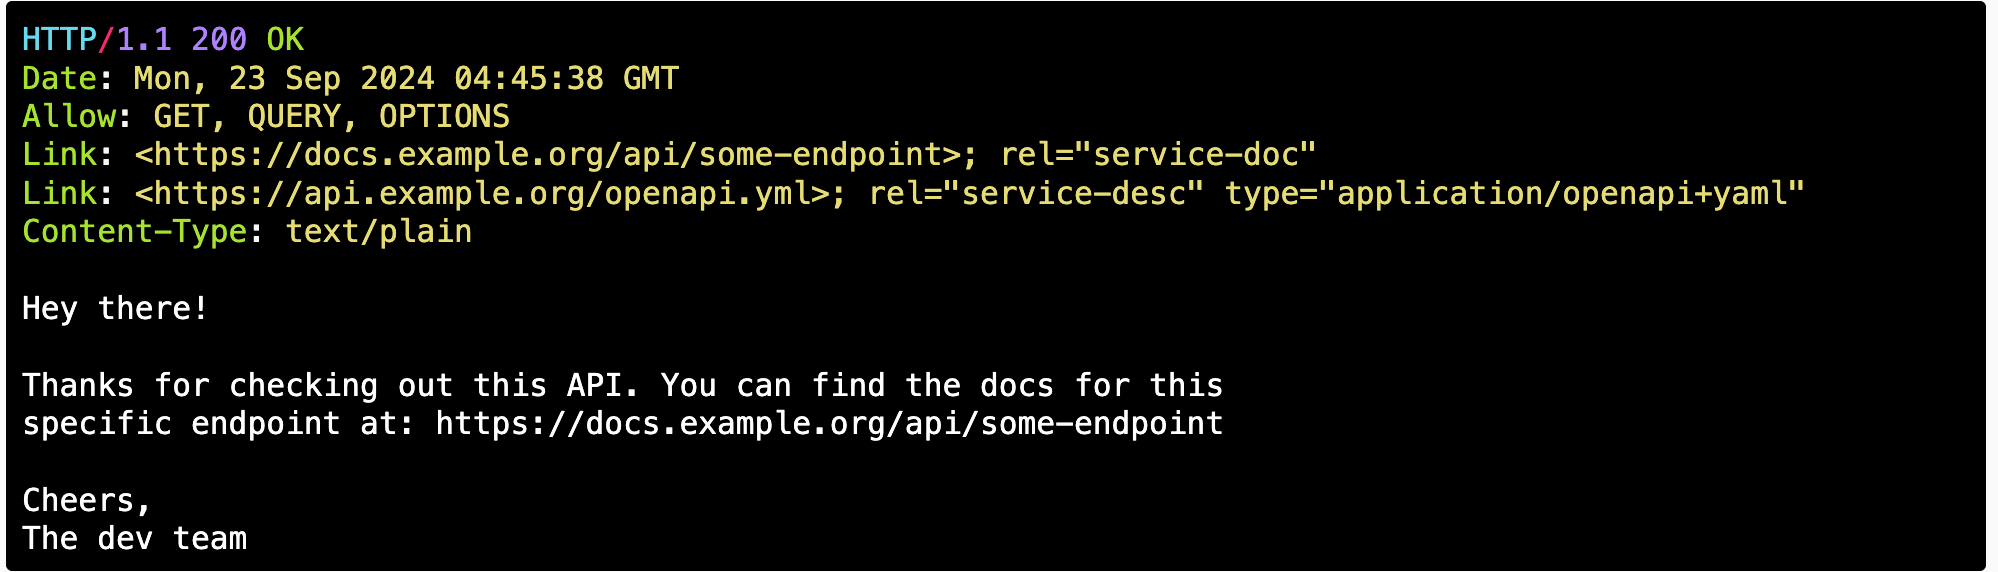 HTTP/1.1 200 OK
Date: Mon, 23 Sep 2024 04:45:38 GMT
Allow: GET, QUERY, OPTIONS
Link: <https://docs.example.org/api/some-endpoint>; rel="service-doc"
Link: <https://api.example.org/openapi.yml>; rel="service-desc" type="application/openapi+yaml"
Content-Type: text/plain

Hey there!

Thanks for checking out this API. You can find the docs for this
specific endpoint at: https://docs.example.org/api/some-endpoint

Cheers,
The dev team